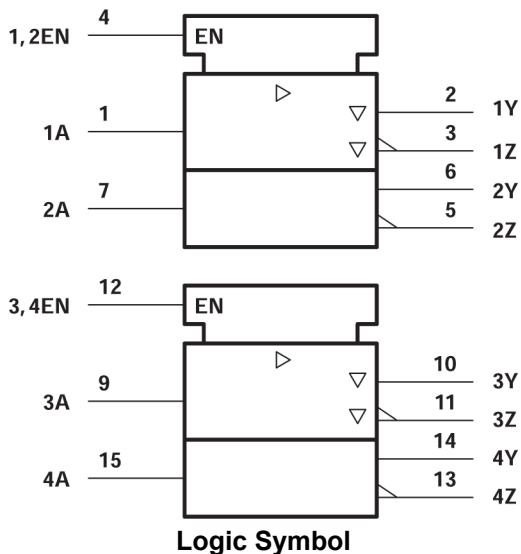 1,2EN 4 EN
1A 1 2 1Y
3 1Z
2A 7 6 2Y
5 2Z
3,4EN 12 EN
3A 9 10 3Y
11 3Z
4A 15 14 4Y
13 4Z
Logic Symbol